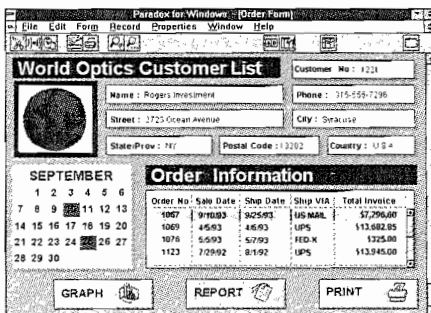 Paradox for Windows - [Order Form]
File Edit Form Record Properties Window Help
World Optics Customer List
Customer No : 1221
Name : Rogers Investment
Phone : 315-555-7296
Street : 2723 Ocean Avenue
City : Syracuse
State/Prov : NY
Postal Code : 13202
Country : U S A
SEPTEMBER
1 2 3 4 5 6
7 8 9 11 12 13
14 15 16 17 18 19 20
21 22 23 24 26 27
28 29 30
Order Information
Order No Sale Date Ship Date Ship VIA Total Invoice
1067 9/10/93 9/25/93 US MAIL $7,296.00
1069 4/5/93 4/6/93 UPS $13,682.85
1076 5/5/93 5/7/93 FED-X $325.00
1123 7/29/92 8/1/92 UPS $13,945.00
GRAPH
REPORT
PRINT